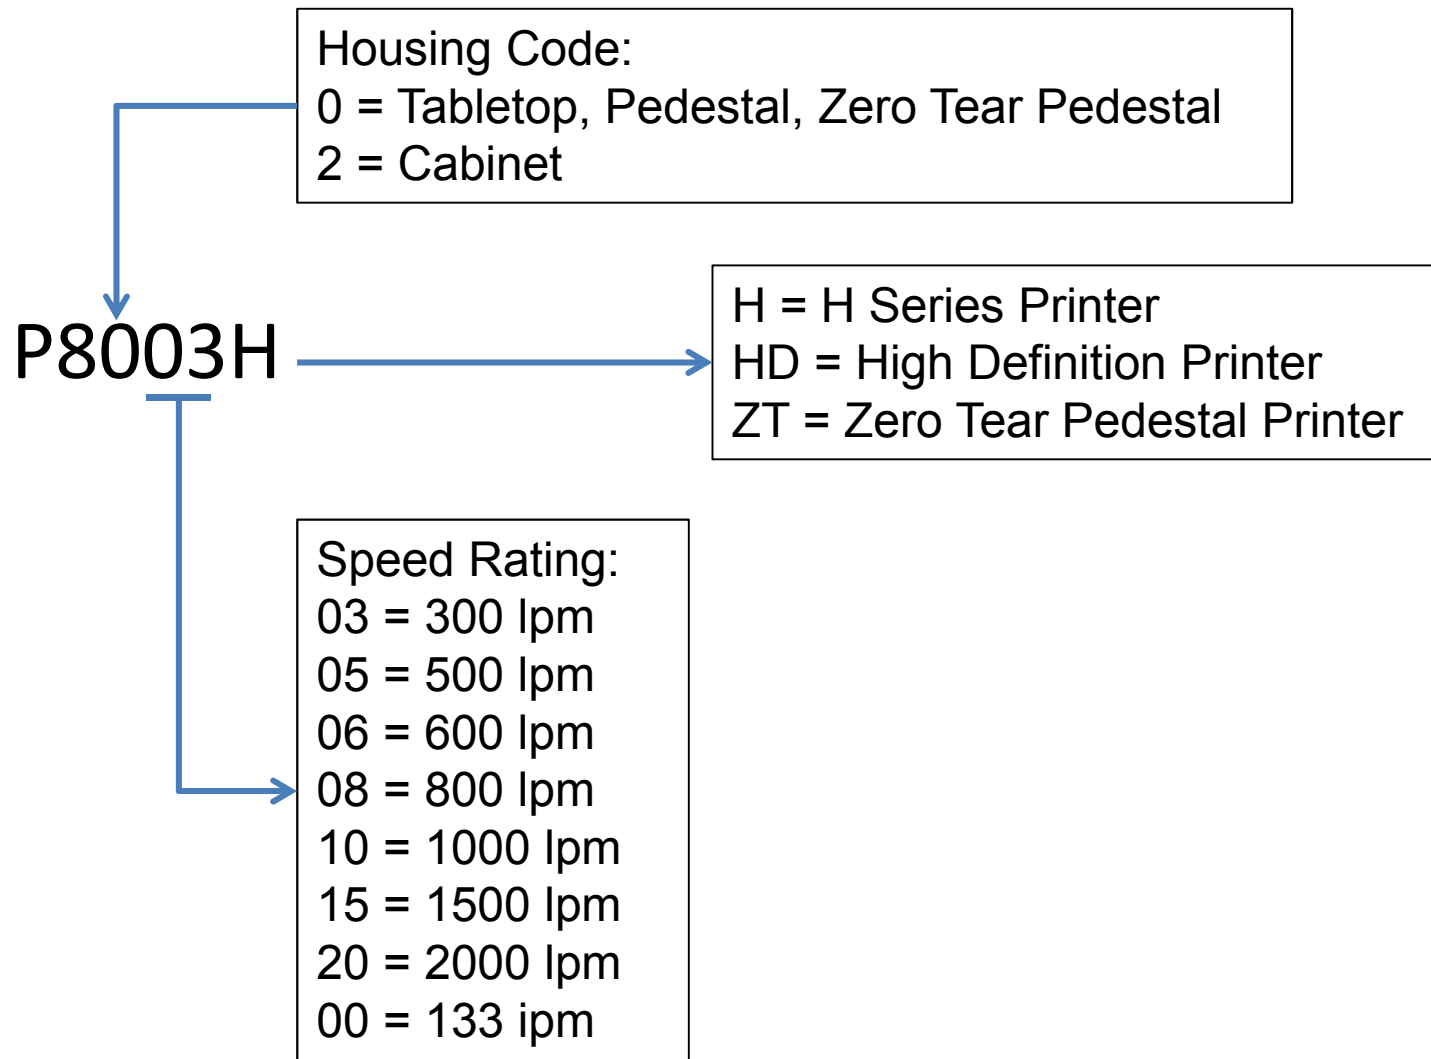 Housing Code:
0 = Tabletop, Pedestal, Zero Tear Pedestal
2 = Cabinet
P8003H
H = H Series Printer
HD = High Definition Printer
ZT = Zero Tear Pedestal Printer
Speed Rating:
03 = 300 lpm
05 = 500 lpm
06 = 600 lpm
08 = 800 lpm
10 = 1000 lpm
15 = 1500 lpm
20 = 2000 lpm
00 = 133 ipm